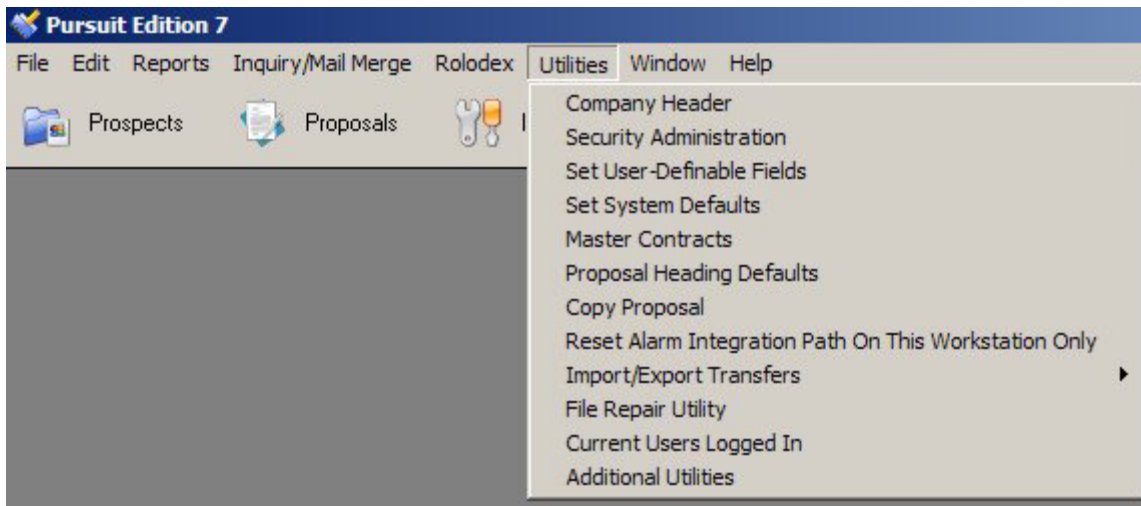 Pursuit Edition 7
File Edit Reports Inquiry/Mail Merge Rolodex Utilities Window Help
Prospects Proposals
Company Header
Security Administration
Set User-Definable Fields
Set System Defaults
Master Contracts
Proposal Heading Defaults
Copy Proposal
Reset Alarm Integration Path On This Workstation Only
Import/Export Transfers
File Repair Utility
Current Users Logged In
Additional Utilities